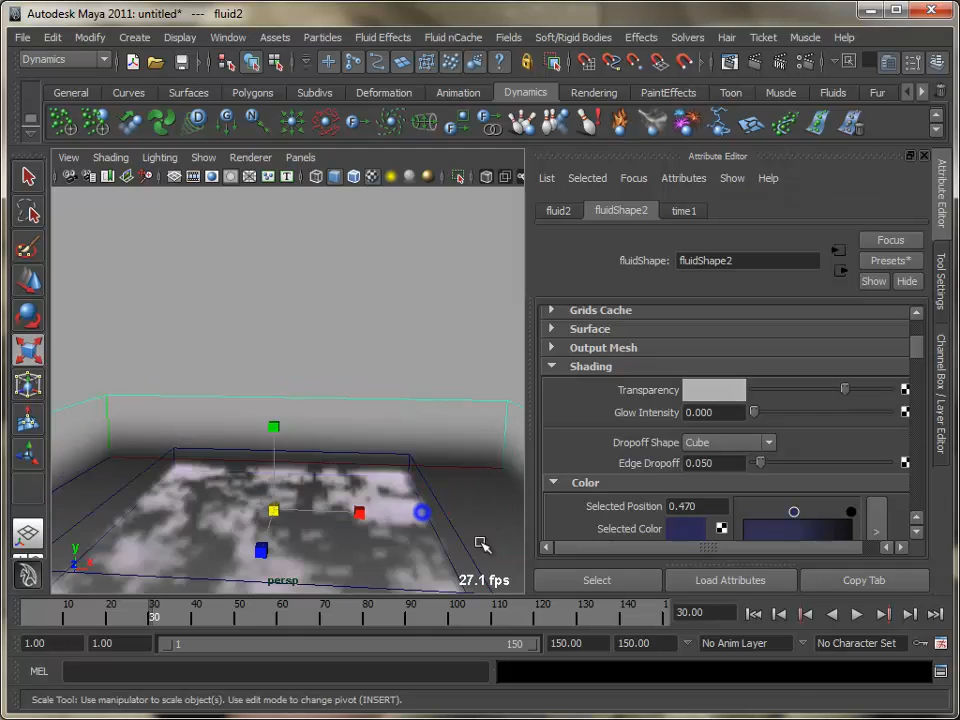 Autodesk Maya 2011: untitled* --- fluid2
File Edit Modify Create Display Window Assets Particles Fluid Effects Fluid nCache Fields Soft/Rigid Bodies Effects Solvers Hair Ticket Muscle Help
Dynamics
General Curves Surfaces Polygons Subdivs Deformation Animation Dynamics Rendering PaintEffects Toon Muscle Fluids Fur
View Shading Lighting Show Renderer Panels
Attribute Editor
List Selected Focus Attributes Show Help
fluid2 fluidShape2 time1
Focus
fluidShape: fluidShape2 Presets*
Show Hide
Grids Cache
Surface
Output Mesh
Shading
Transparency
Glow Intensity 0.000
Dropoff Shape Cube
Edge Dropoff 0.050
Color
Selected Position 0.470
Selected Color
>
Select Load Attributes Copy Tab
Attribute Editor
Tool Settings
Channel Box / Layer Editor
y
z x
persp
27.1 fps
10 20 30 40 50 60 70 80 90 100 110 120 130 140 1
30
30.00
1.00 1.00 1 150 150.00 150.00 No Anim Layer No Character Set
MEL
Scale Tool: Use manipulator to scale object(s). Use edit mode to change pivot (INSERT).